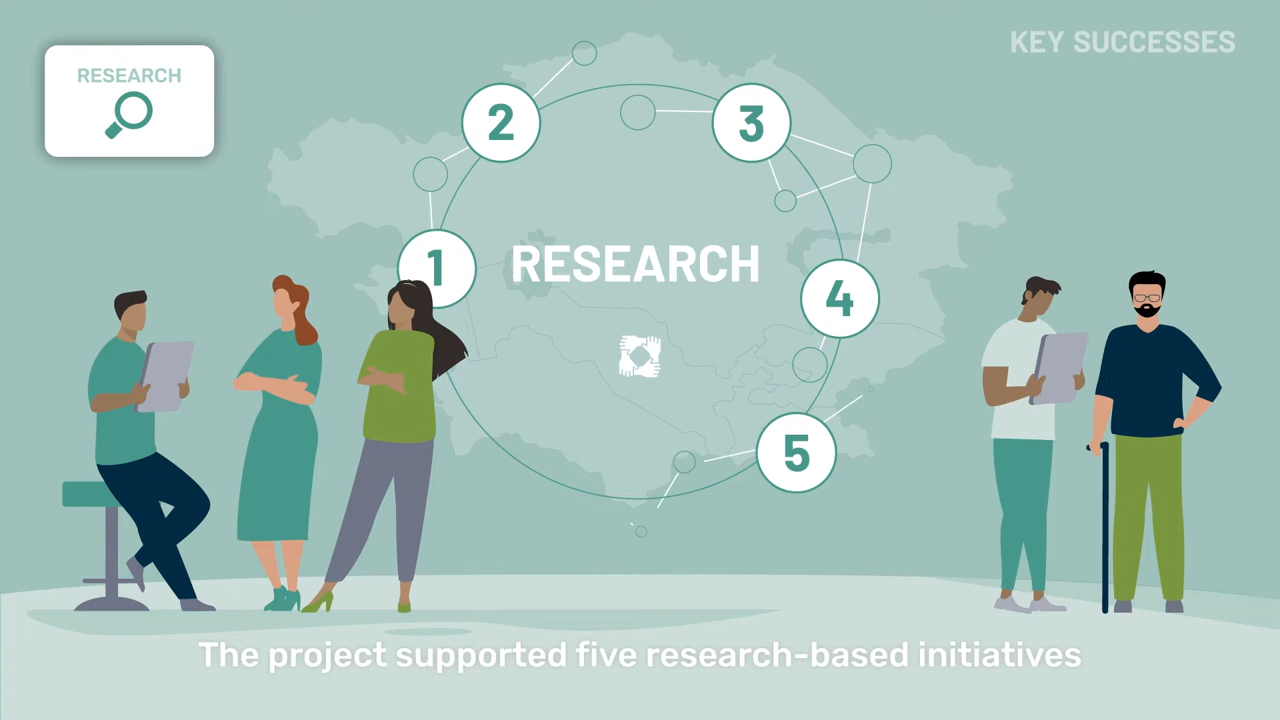 RESEARCH
KEY SUCCESSES
2
3
1
RESEARCH
4
5
The project supported five research-based initiatives